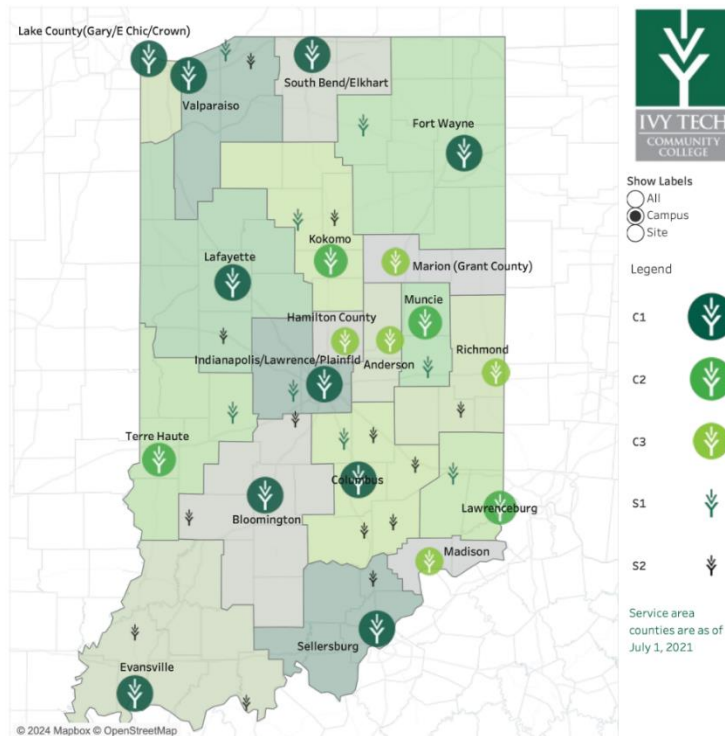 Lake County(Gary/E Chic/Crown)
Valparaiso
South Bend/Elkhart
Fort Wayne
Kokomo
Lafayette
Marion (Grant County)
Muncie
Hamilton County
Indianapolis/Lawrence/Plainfld
Anderson
Richmond
Terre Haute
Columbus
Lawrenceburg
Bloomington
Madison
Sellersburg
Evansville
© 2024 Mapbox © OpenStreetMap
IVY TECH
COMMUNITY
COLLEGE
Show Labels
All
Campus
Site
Legend
C1
C2
C3
S1
S2
Service area
counties are as of
July 1, 2021